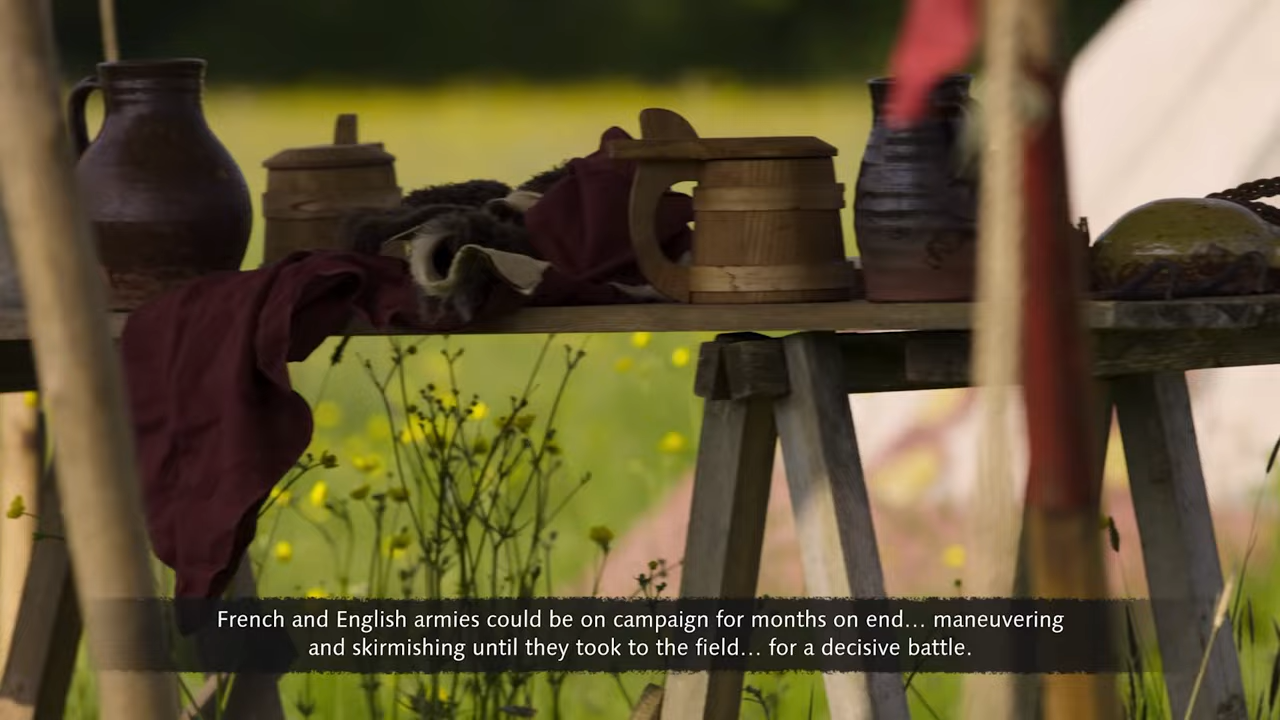 French and English armies could be on campaign for months on end... maneuvering
and skirmishing until they took to the field... for a decisive battle.